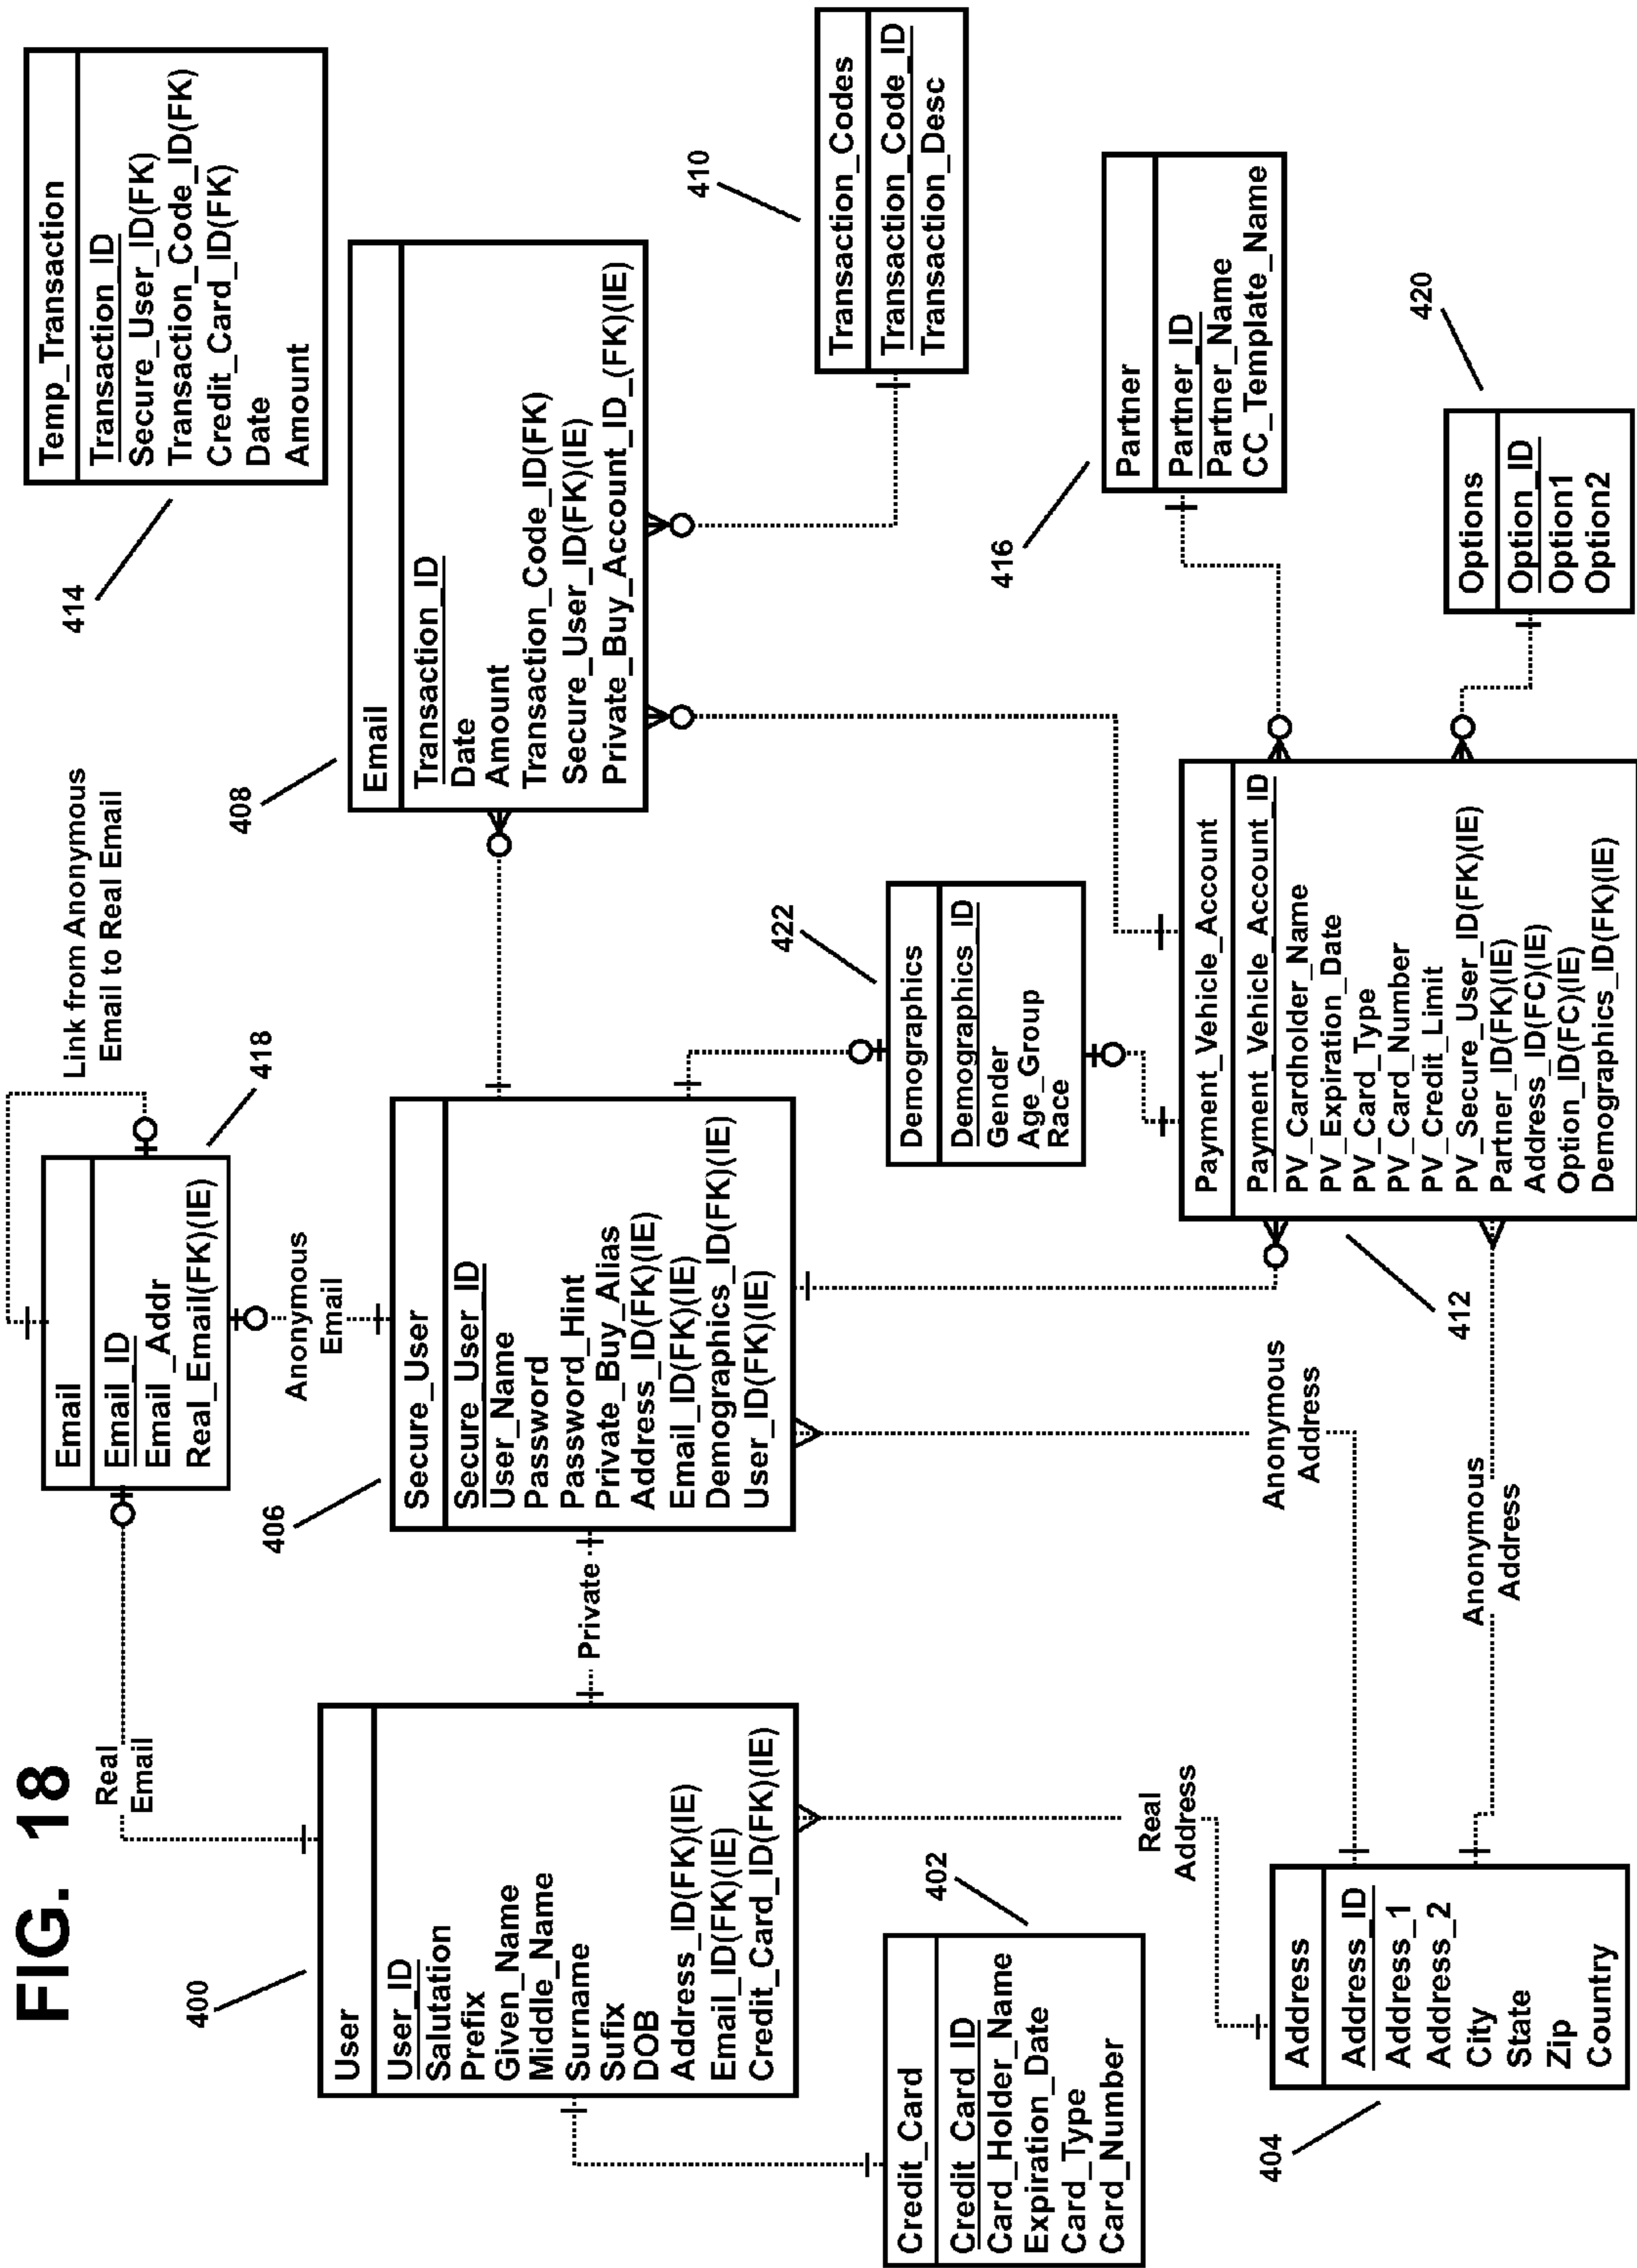 FIG. 18
Real
Email
Link from Anonymous
Email to Real Email
418
Email
Email_ID
Email_Addr
Real_Email(FK)(IE)
Anonymous
Email
414
Temp_Transaction
Transaction_ID
Secure_User_ID(FK)
Transaction_Code_ID(FK)
Credit_Card_ID(FK)
Date
Amount
400
User
User_ID
Salutation
Prefix
Given_Name
Middle_Name
Surname
Sufix
DOB
Address_ID(FK)(IE)
Email_ID(FK)(IE)
Credit_Card_ID(FK)(IE)
Private
406
Secure_User
Secure_User_ID
User_Name
Password
Password_Hint
Private_Buy_Alias
Address_ID(FK)(IE)
Email_ID(FK)(IE)
Demographics_ID(FK)(IE)
User_ID(FK)(IE)
408
Email
Transaction_ID
Date
Amount
Transaction_Code_ID(FK)
Secure_User_ID(FK)(IE)
Private_Buy_Account_ID_(FK)(IE)
410
Transaction_Codes
Transaction_Code_ID
Transaction_Desc
402
Credit_Card
Credit_Card_ID
Card_Holder_Name
Expiration_Date
Card_Type
Card_Number
Real
Address
422
Demographics
Demographics_ID
Gender
Age_Group
Race
416
Partner
Partner_ID
Partner_Name
CC_Template_Name
404
Address
Address_ID
Address_1
Address_2
City
State
Zip
Country
Anonymous
Address
Anonymous
Address
412
Payment_Vehicle_Account
Payment_Vehicle_Account_ID
PV_Cardholder_Name
PV_Expiration_Date
PV_Card_Type
PV_Card_Number
PV_Credit_Limit
PV_Secure_User_ID(FK)(IE)
Partner_ID(FK)(IE)
Address_ID(FC)(IE)
Option_ID(FC)(IE)
Demographics_ID(FK)(IE)
420
Options
Option_ID
Option1
Option2